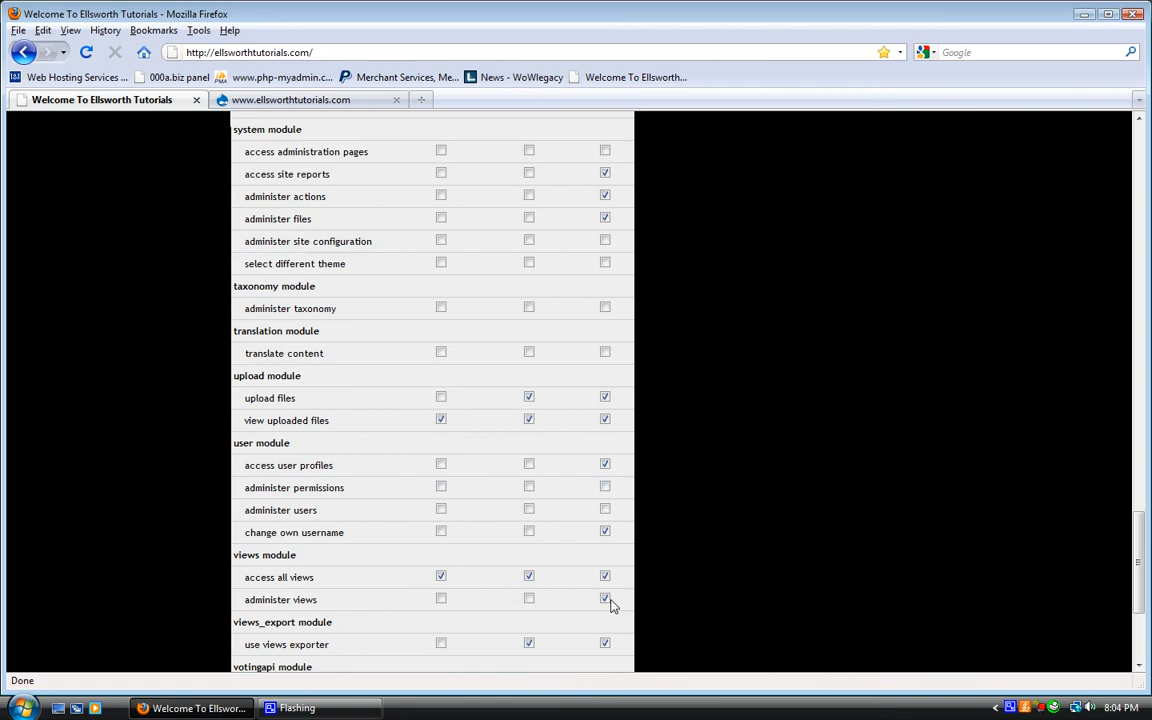 Welcome To Ellsworth Tutorials - Mozilla Firefox
File Edit View History Bookmarks Tools Help
http://ellsworthtutorials.com/
Google
Web Hosting Services ... 000a.biz panel www.php-myadmin.c... Merchant Services, Me... News - WoWlegacy Welcome To Ellsworth...
Welcome To Ellsworth Tutorials www.ellsworthtutorials.com
system module
access administration pages
access site reports
administer actions
administer files
administer site configuration
select different theme
taxonomy module
administer taxonomy
translation module
translate content
upload module
upload files
view uploaded files
user module
access user profiles
administer permissions
administer users
change own username
views module
access all views
administer views
views_export module
use views exporter
votingapi module
Done
Welcome To Ellswor... Flashing 8:04 PM